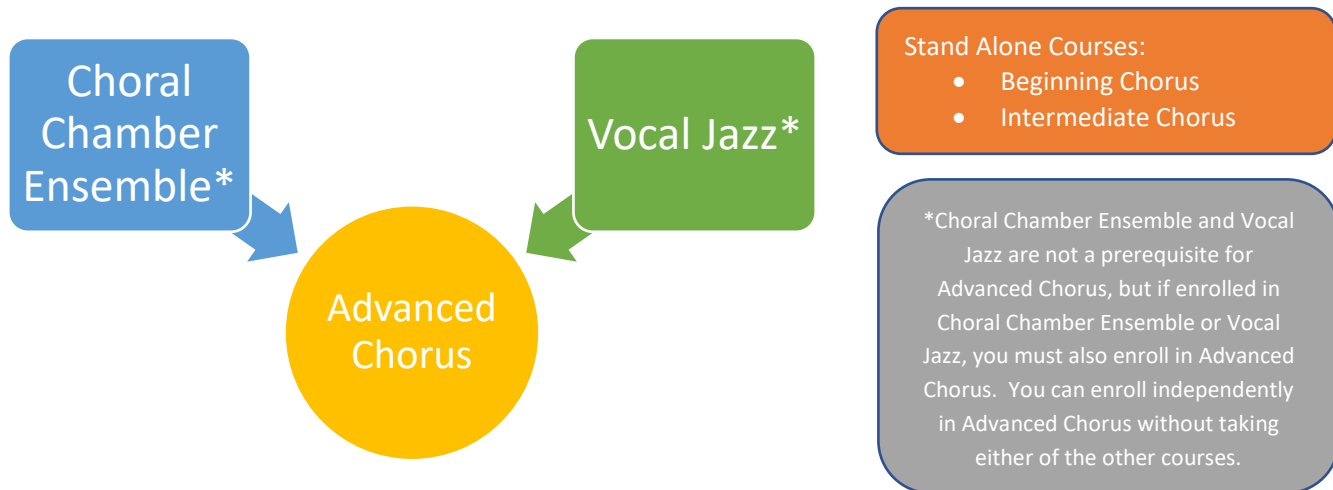 Choral
Chamber
Ensemble*
Vocal Jazz*
Advanced
Chorus
Stand Alone Courses:
• Beginning Chorus
• Intermediate Chorus
*Choral Chamber Ensemble and Vocal
Jazz are not a prerequisite for
Advanced Chorus, but if enrolled in
Choral Chamber Ensemble or Vocal
Jazz, you must also enroll in Advanced
Chorus.  You can enroll independently
in Advanced Chorus without taking
either of the other courses.